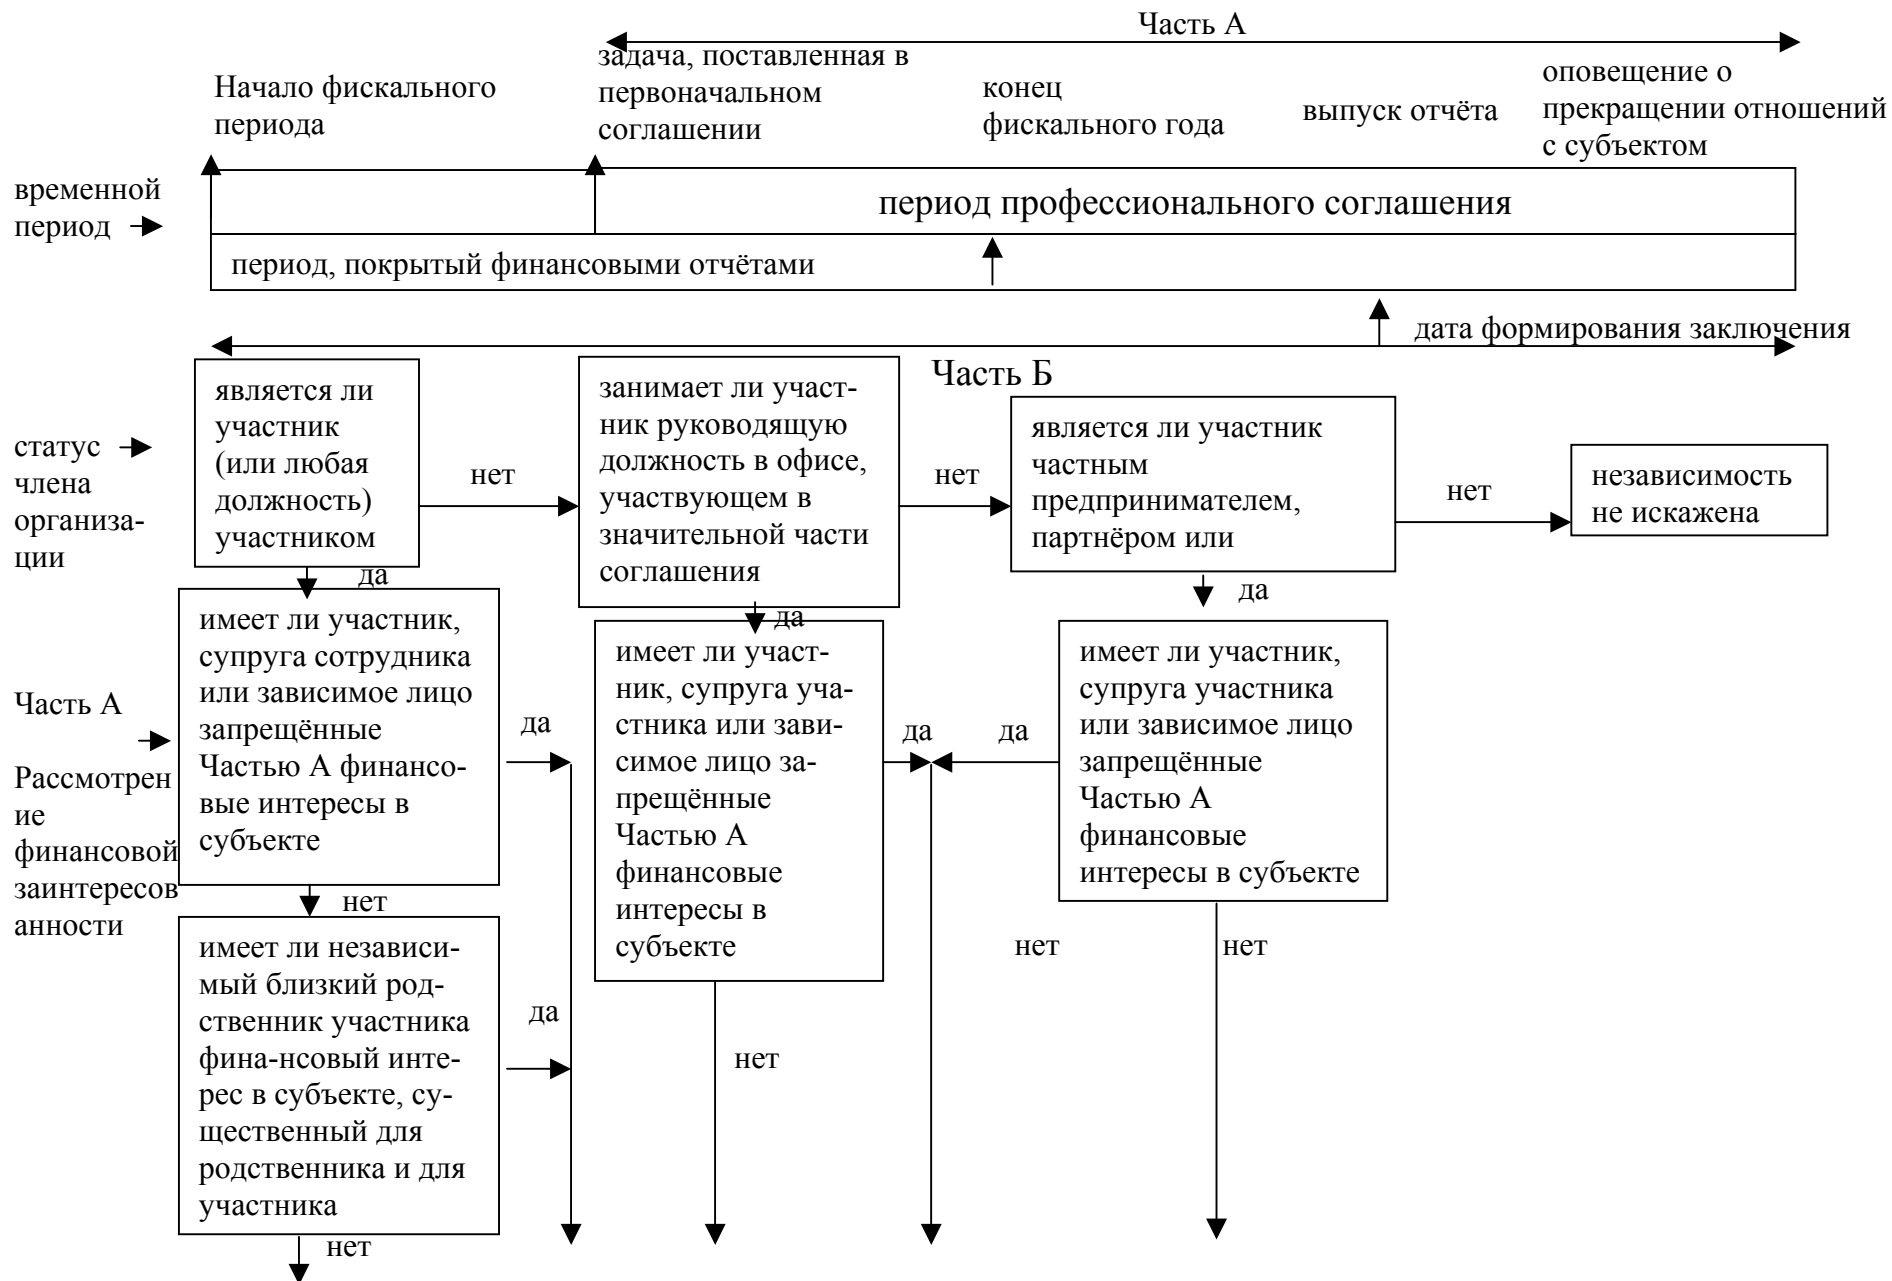 Часть А
задача, поставленная в
первоначальном
соглашении
Начало фискального
периода
конец
фискального года
выпуск отчёта
оповещение о
прекращении отношений
с субъектом
временной
период
период профессионального соглашения
период, покрытый финансовыми отчётами
дата формирования заключения
Часть Б
статус
члена
организа-
ции
является ли
участник
(или любая
должность)
участником
нет
занимает ли участ-
ник руководящую
должность в офисе,
участвующем в
значительной части
соглашения
нет
является ли участник
частным
предпринимателем,
партнёром или
нет
независимость
не искажена
да
да
да
Часть А
Рассмотрен
ие
финансовой
заинтересов
анности
имеет ли участник,
супруга сотрудника
или зависимое лицо
запрещённые
Частью А финансо-
вые интересы в
субъекте
да
имеет ли участ-
ник, супруга уча-
стника или зави-
симое лицо за-
прещённые
Частью А
финансовые
интересы в
субъекте
да
да
имеет ли участник,
супруга участника
или зависимое лицо
запрещённые
Частью А
финансовые
интересы в субъекте
нет
нет
нет
имеет ли независи-
мый близкий род-
ственник участника
фина-нсовый инте-
рес в субъекте, су-
щественный для
родственника и для
участника
да
нет
нет